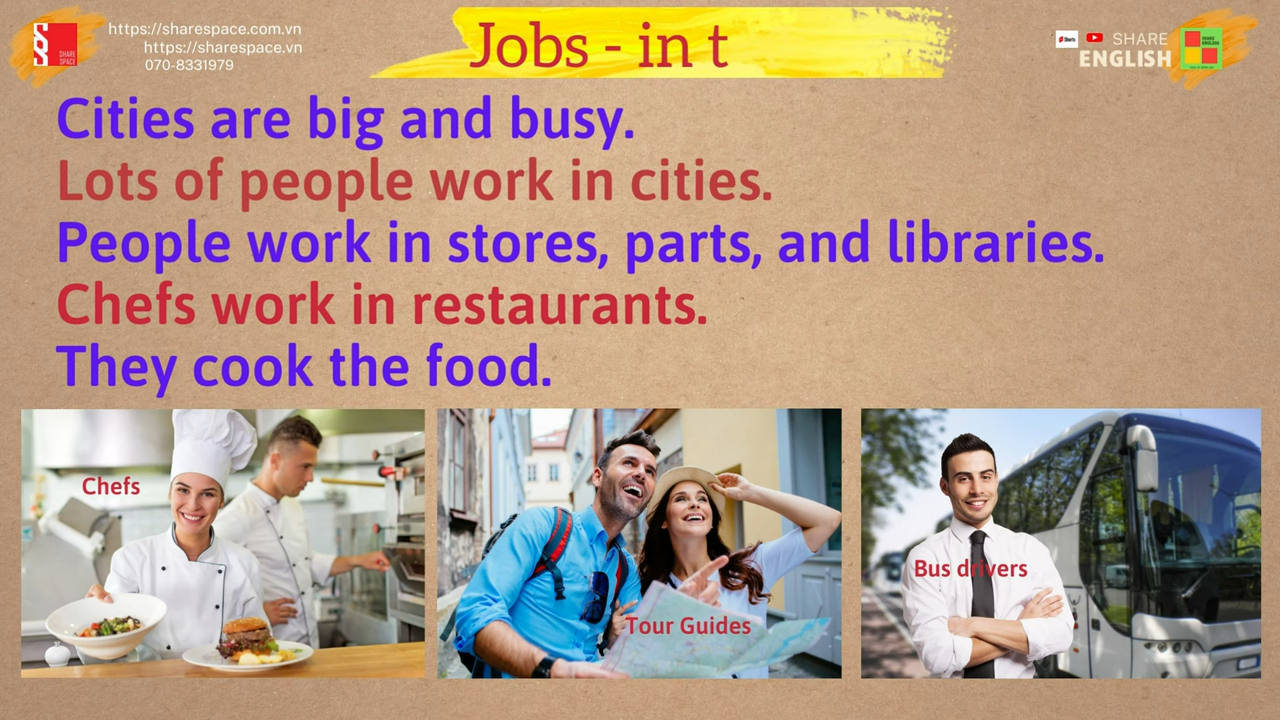 https://sharespace.com.vn
https://sharespace.vn
070-8331979
SHARE
SPACE
Jobs - in t
SHARE
ENGLISH
Cities are big and busy.
Lots of people work in cities.
People work in stores, parts, and libraries.
Chefs work in restaurants.
They cook the food.
Chefs
Tour Guides
Bus drivers